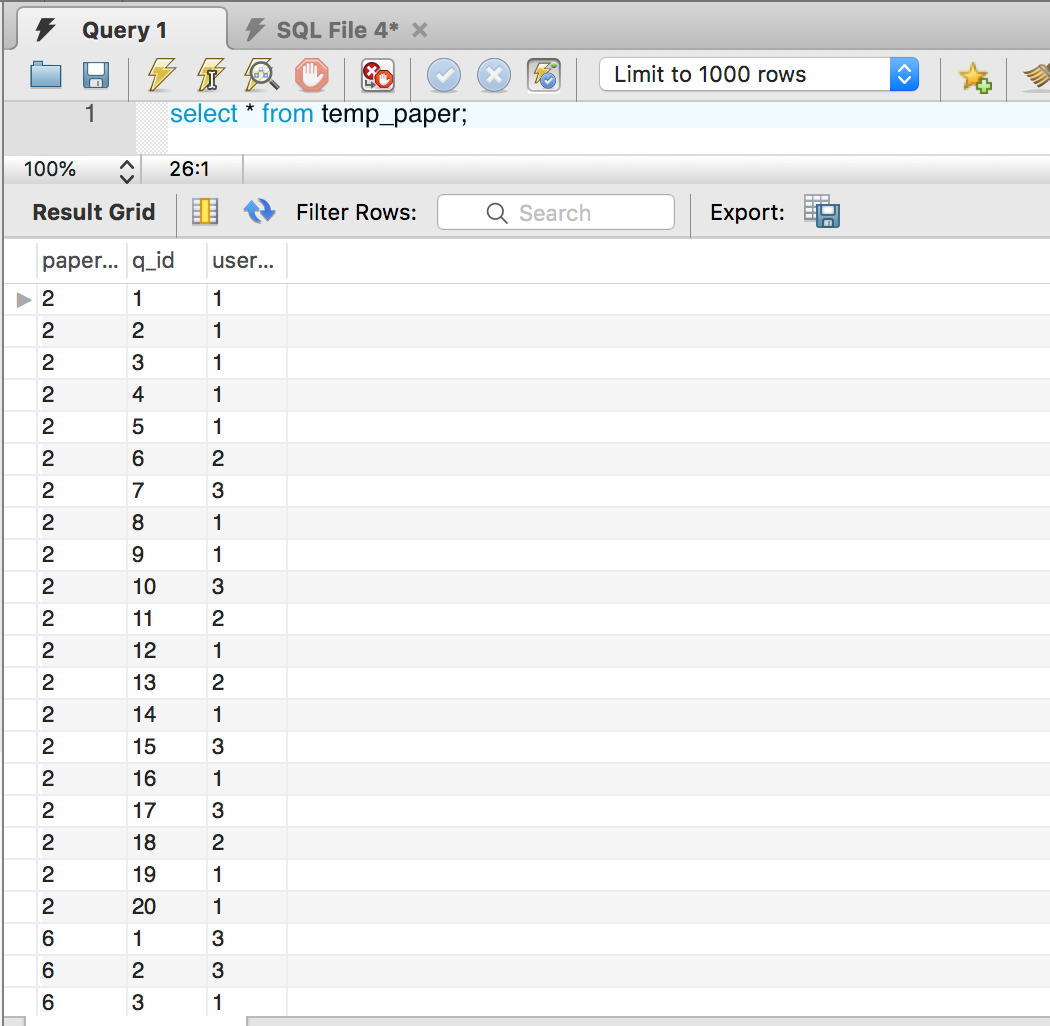 Query 1 SQL File 4*
Limit to 1000 rows
1 select * from temp_paper;
100% 26:1
Result Grid Filter Rows: Search Export:
paper... q_id user...
2 1 1
2 2 1
2 3 1
2 4 1
2 5 1
2 6 2
2 7 3
2 8 1
2 9 1
2 10 3
2 11 2
2 12 1
2 13 2
2 14 1
2 15 3
2 16 1
2 17 3
2 18 2
2 19 1
2 20 1
6 1 3
6 2 3
6 3 1